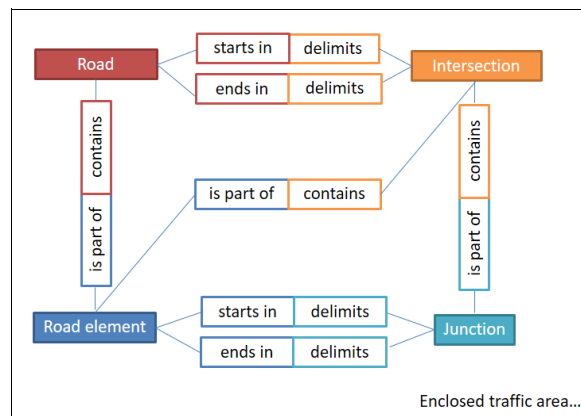 starts in delimits
Road
Intersection
ends in delimits
contains
is part of
is part of contains
contains
is part of
starts in delimits
Road element
Junction
ends in delimits
Enclosed traffic area...